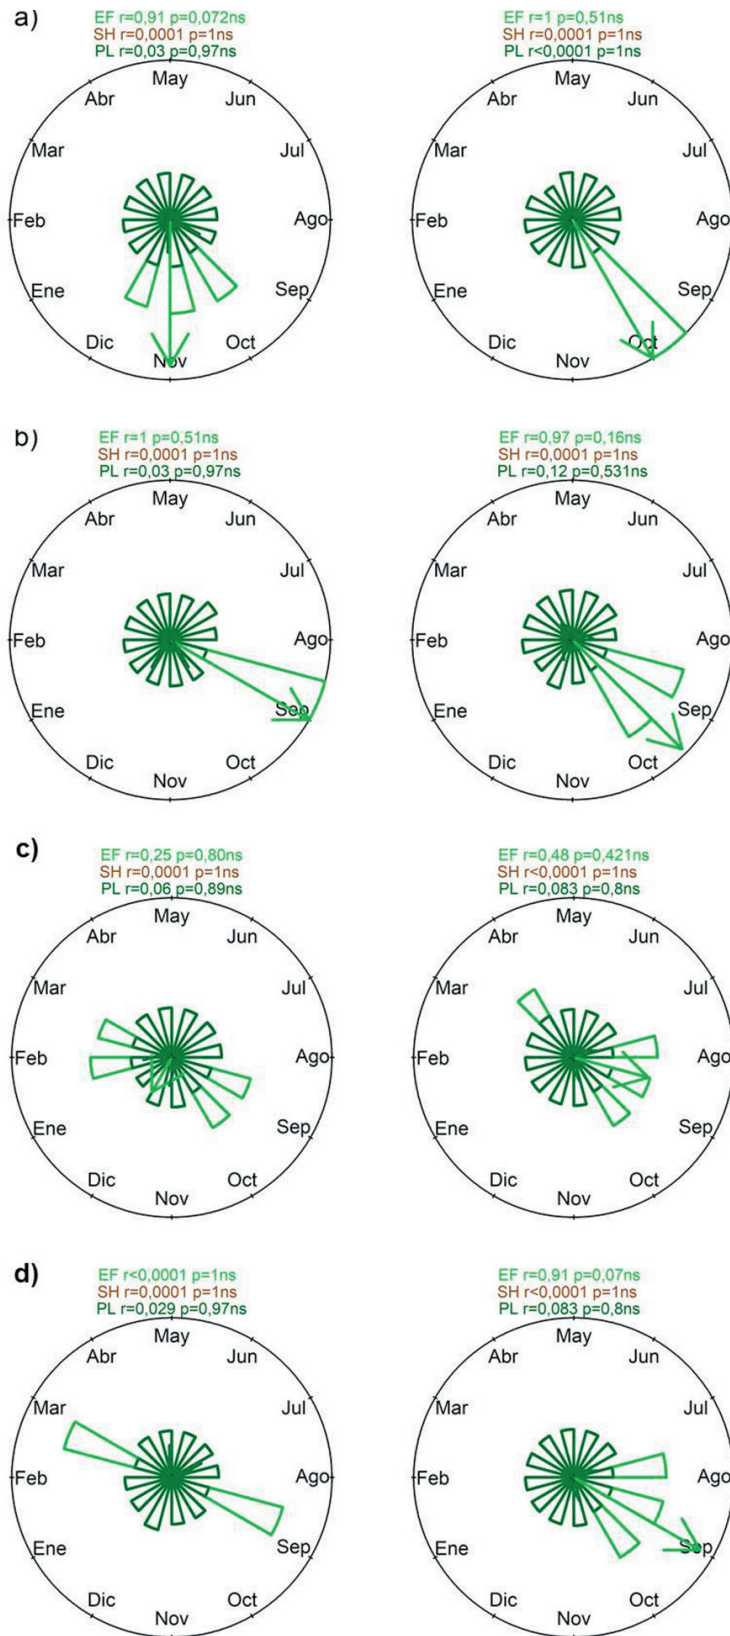 a)
EF r=0,91 p=0,072ns
SH r=0,0001 p=1ns
PL r=0,03 p=0,97ns
May
Abr
Jun
Mar
Jul
Feb
Ago
Ene
Sep
Dic
Oct
Nov
EF r=1 p=0,51ns
SH r=0,0001 p=1ns
PL r<0,0001 p=1ns
May
Abr
Jun
Mar
Jul
Feb
Ago
Ene
Sep
Dic
Oct
Nov
b)
EF r=1 p=0,51ns
SH r=0,0001 p=1ns
PL r=0,03 p=0,97ns
May
Abr
Jun
Mar
Jul
Feb
Ago
Ene
Sep
Dic
Oct
Nov
EF r=0,97 p=0,16ns
SH r=0,0001 p=1ns
PL r=0,12 p=0,531ns
May
Abr
Jun
Mar
Jul
Feb
Ago
Ene
Sep
Dic
Oct
Nov
c)
EF r=0,25 p=0,80ns
SH r=0,0001 p=1ns
PL r=0,06 p=0,89ns
May
Abr
Jun
Mar
Jul
Feb
Ago
Ene
Sep
Dic
Oct
Nov
EF r=0,48 p=0,421ns
SH r<0,0001 p=1ns
PL r=0,083 p=0,8ns
May
Abr
Jun
Mar
Jul
Feb
Ago
Ene
Sep
Dic
Oct
Nov
d)
EF r<0,0001 p=1ns
SH r=0,0001 p=1ns
PL r=0,029 p=0,97ns
May
Abr
Jun
Mar
Jul
Feb
Ago
Ene
Sep
Dic
Oct
Nov
EF r=0,91 p=0,07ns
SH r<0,0001 p=1ns
PL r=0,083 p=0,8ns
May
Abr
Jun
Mar
Jul
Feb
Ago
Ene
Sep
Dic
Oct
Nov